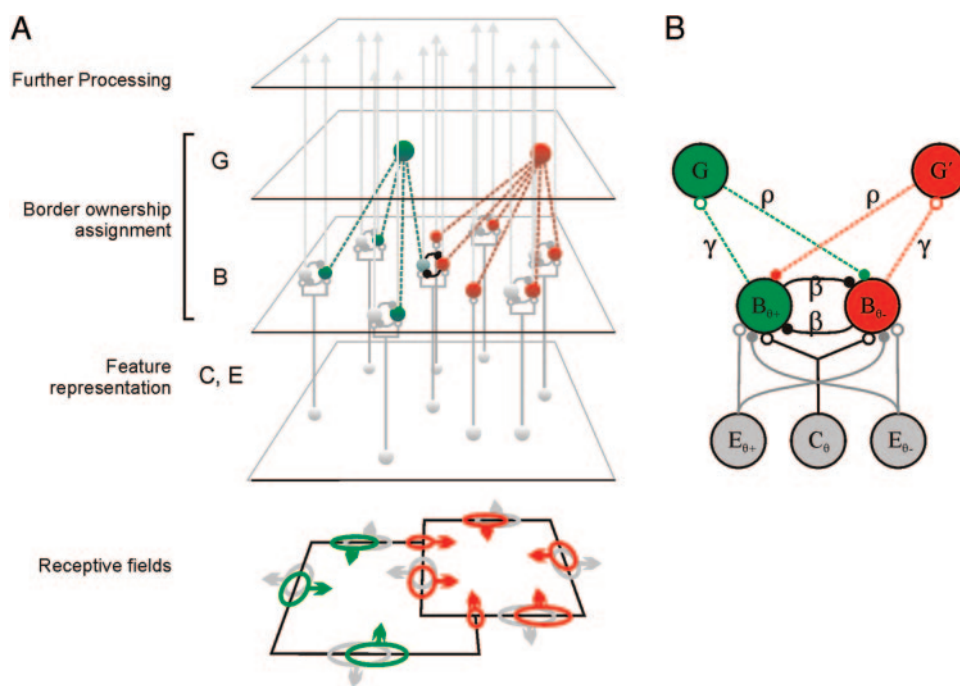 A
Further Processing
G
Border ownership
assignment
B
Feature
representation
C, E
Receptive fields
B
G
G′
ρ
ρ
γ
γ
Bθ+
β
β
Bθ-
Eθ+
Cθ
Eθ-